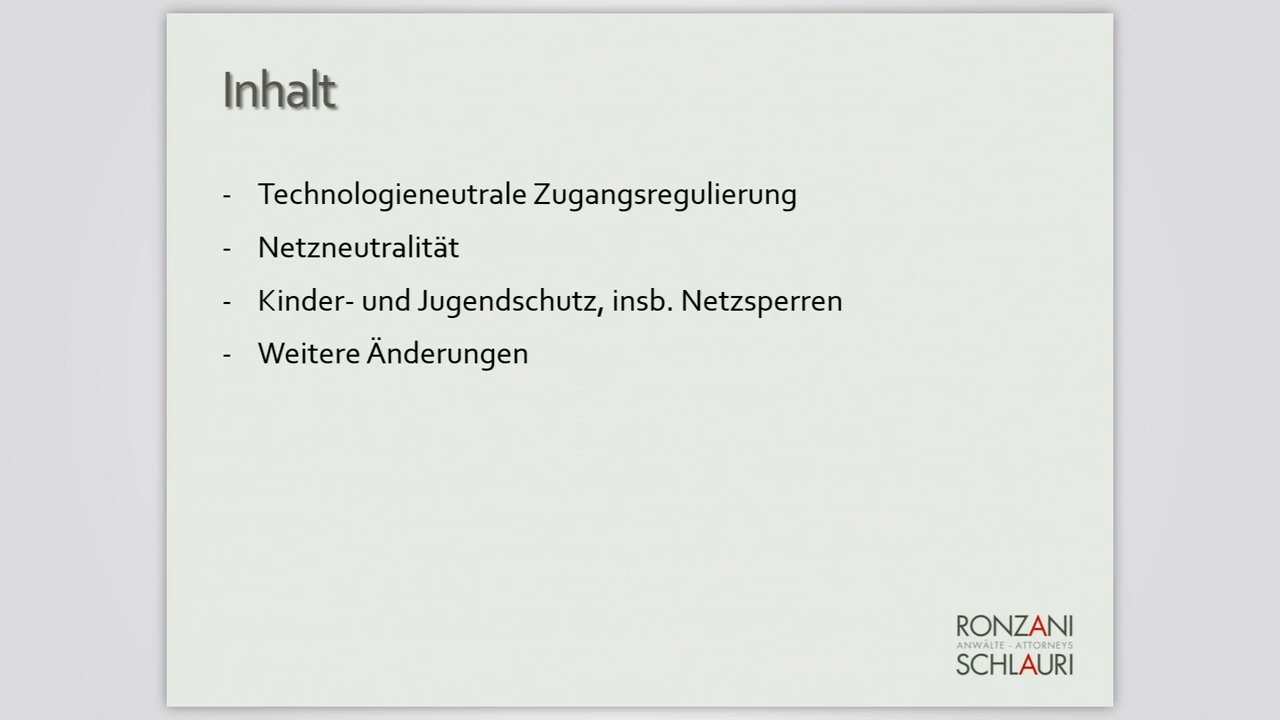 Inhalt
- Technologieneutrale Zugangsregulierung
- Netzneutralität
- Kinder- und Jugendschutz, insb. Netzsperren
- Weitere Änderungen
RONZANI
ANWÄLTE - ATTORNEYS
SCHLAURI